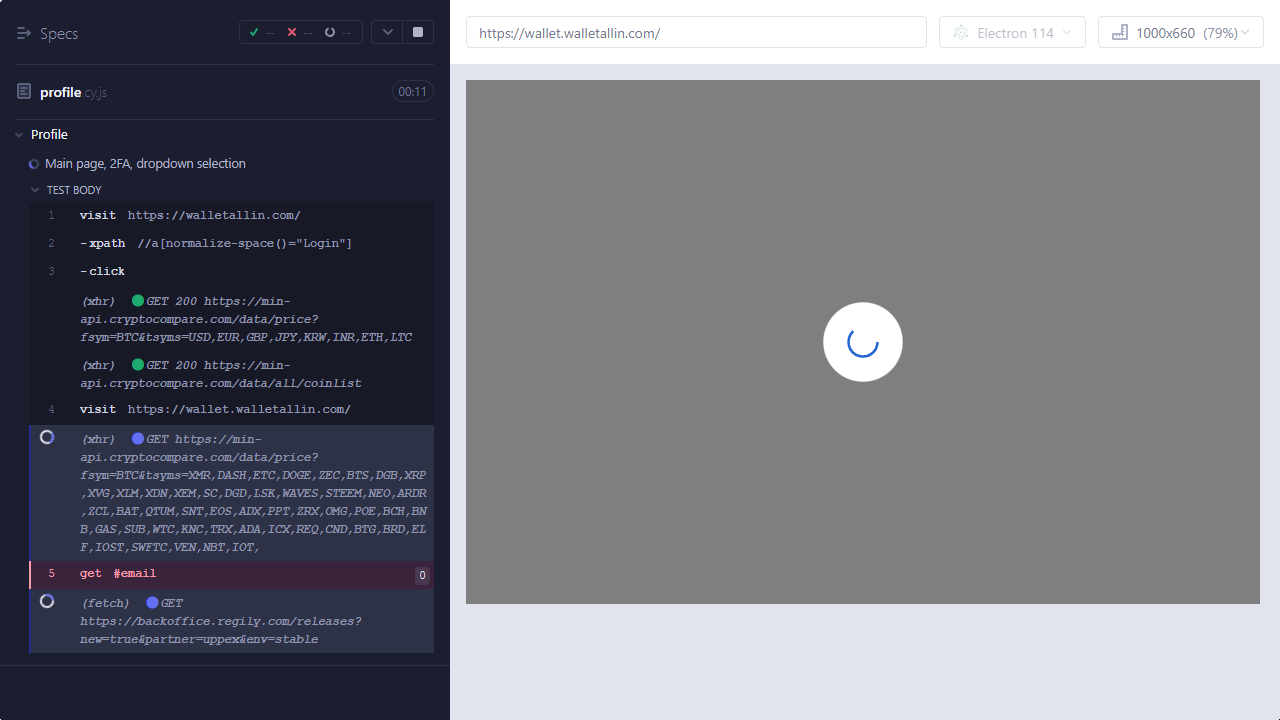 Specs
-- -- --
https://wallet.walletallin.com/
Electron 114
1000x660 (79%)
profile.cy.js
00:11
Profile
Main page, 2FA, dropdown selection
TEST BODY
1 visit https://walletallin.com/
2 -xpath //a[normalize-space()="Login"]
3 -click
(xhr) GET 200 https://min-
api.cryptocompare.com/data/price?
fsym=BTC&tsyms=USD,EUR,GBP,JPY,KRW,INR,ETH,LTC
(xhr) GET 200 https://min-
api.cryptocompare.com/data/all/coinlist
4 visit https://wallet.walletallin.com/
(xhr) GET https://min-
api.cryptocompare.com/data/price?
fsym=BTC&tsyms=XMR,DASH,ETC,DOGE,ZEC,BTS,DGB,XRP
,XVG,XLM,XDN,XEM,SC,DGD,LSK,WAVES,STEEM,NEO,ARDR
,ZCL,BAT,QTUM,SNT,EOS,ADX,PPT,ZRX,OMG,POE,BCH,BN
B,GAS,SUB,WTC,KNC,TRX,ADA,ICX,REQ,CND,BTG,BRD,EL
F,IOST,SWFTC,VEN,NBT,IOT,
5 get #email 0
(fetch) GET
https://backoffice.regily.com/releases?
new=true&partner=uppex&env=stable